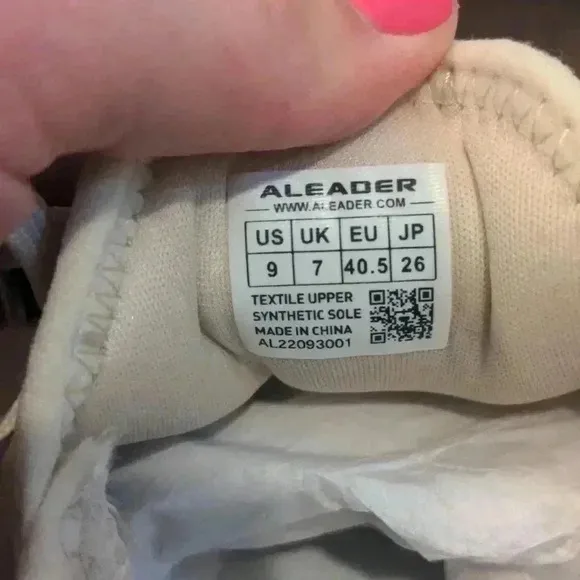 ALEADER
WWW.ALEADER.COM
US UK EU JP
9 7 40.5 26
TEXTILE UPPER
SYNTHETIC SOLE
MADE IN CHINA
AL22093001